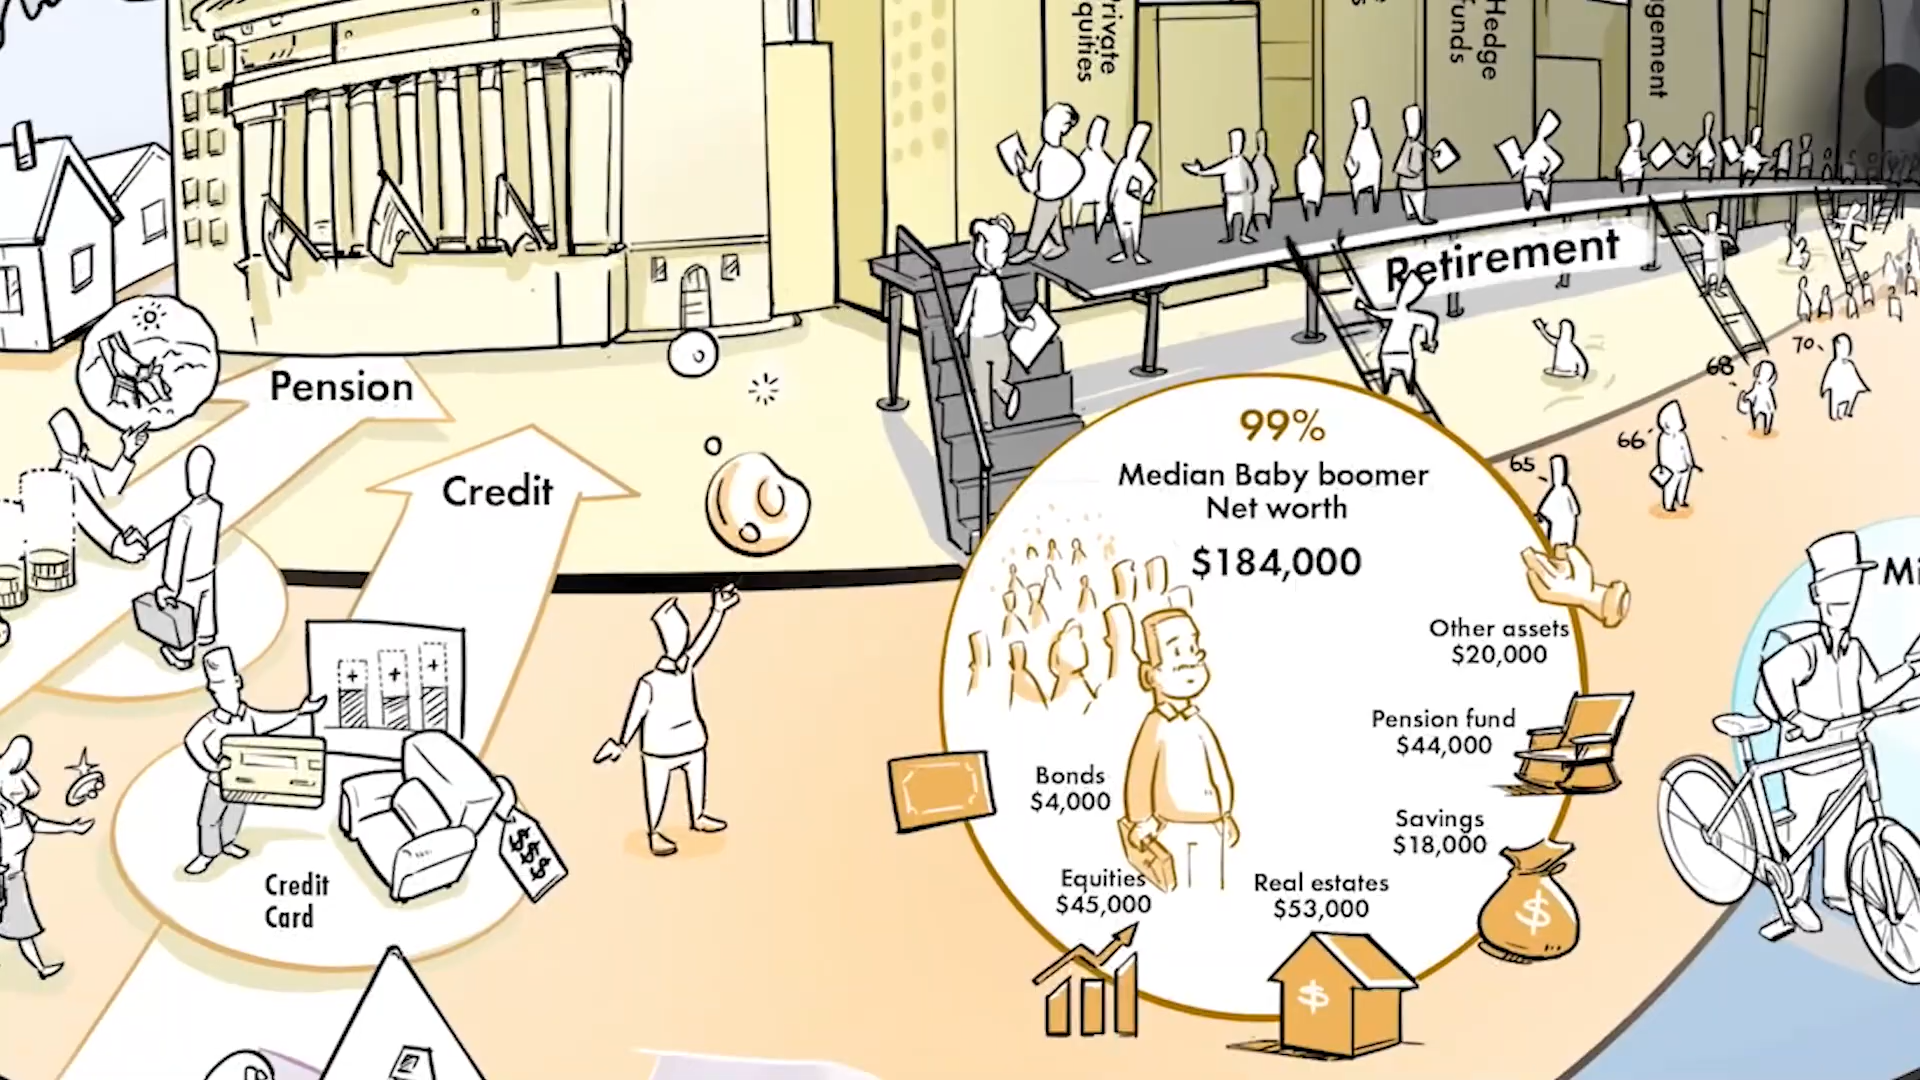 Private
Equities
Hedge
Funds
Retirement
Pension
Credit
70
68
66
65
99%
Median Baby boomer
Net worth
$184,000
Other assets
$20,000
Pension fund
$44,000
Savings
$18,000
Bonds
$4,000
Equities
$45,000
Real estates
$53,000
$
$
$$$
+ + +
Credit
Card